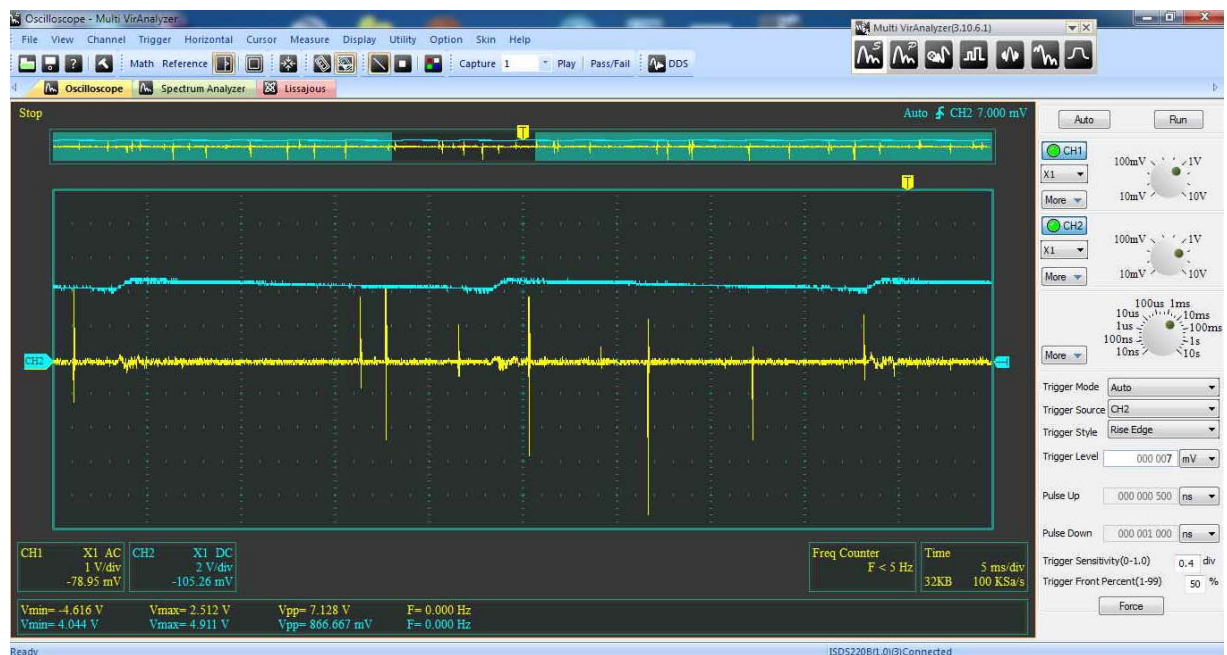 Oscilloscope - Multi VirAnalyzer
Multi VirAnalyzer(3.10.6.1)
File View Channel Trigger Horizontal Cursor Measure Display Utility Option Skin Help
Math Reference Capture 1 Play Pass/Fail DDS
Oscilloscope Spectrum Analyzer Lissajous
Stop
Auto CH2 7.000 mV
T
T
CH2
Auto Run
CH1
X1
More
100mV 1V
10mV 10V
CH2
X1
More
100mV 1V
10mV 10V
100us 1ms
10us 10ms
1us 100ms
100ns 1s
10ns 10s
More
Trigger Mode Auto
Trigger Source CH2
Trigger Style Rise Edge
Trigger Level 000 007 mV
Pulse Up 000 000 500 ns
Pulse Down 000 001 000 ns
Trigger Sensitivity(0-1.0) 0.4 div
Trigger Front Percent(1-99) 50 %
Force
CH1 X1 AC
1 V/div
-78.95 mV
CH2 X1 DC
2 V/div
-105.26 mV
Freq Counter
F < 5 Hz
Time
5 ms/div
32KB 100 KSa/s
Vmin= -4.616 V Vmax= 2.512 V Vpp= 7.128 V F= 0.000 Hz
Vmin= 4.044 V Vmax= 4.911 V Vpp= 866.667 mV F= 0.000 Hz
Ready
ISDS220B(1.0)(3)Connected